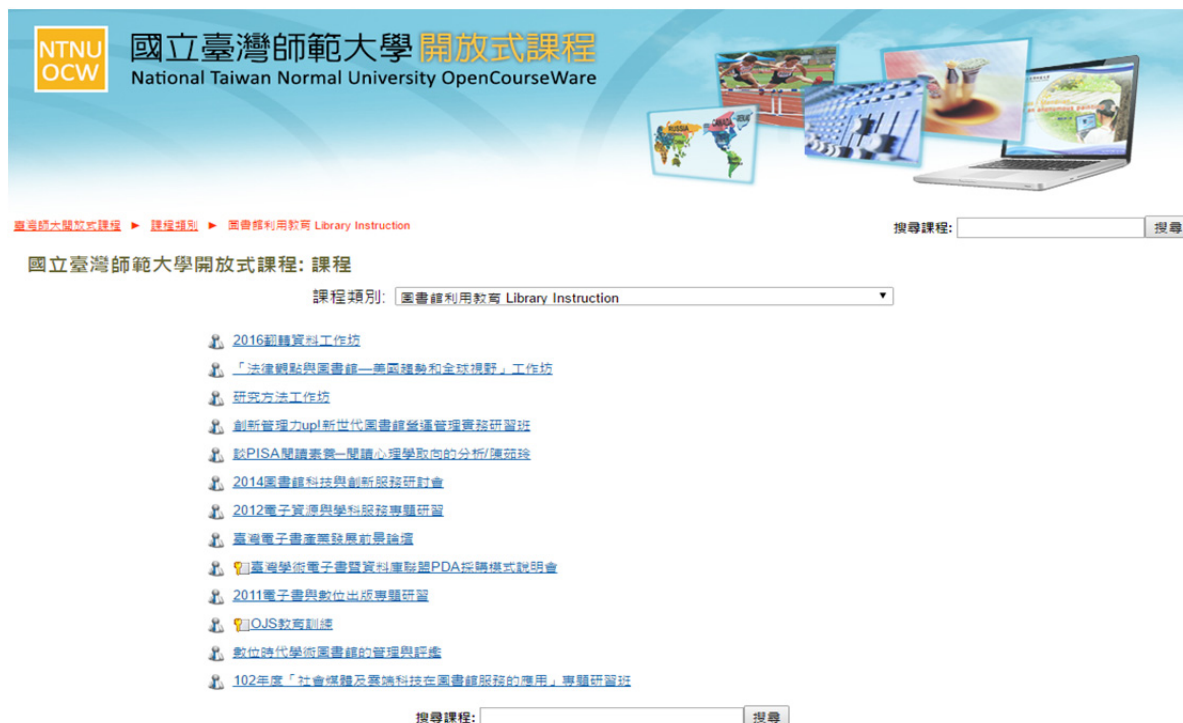 NTNU
OCW
國立臺灣師範大學開放式課程
National Taiwan Normal University OpenCourseWare
RUSSIA
CANADA
臺灣師大開放式課程 ► 課程類別 ► 圖書館利用教育 Library Instruction
搜尋課程:
搜尋
國立臺灣師範大學開放式課程: 課程
課程類別: 圖書館利用教育 Library Instruction
2016翻轉資料工作坊
「法律觀點與圖書館—美國趨勢和全球視野」工作坊
研究方法工作坊
創新管理力up!新世代圖書館營運管理實務研習班
談PISA閱讀素養─閱讀心理學取向的分析/陳茹玲
2014圖書館科技與創新服務研討會
2012電子資源與學科服務專題研習
臺灣電子書產業發展前景論壇
臺灣學術電子書暨資料庫聯盟PDA採購模式說明會
2011電子書與數位出版專題研習
OJS教育訓練
數位時代學術圖書館的管理與評鑑
102年度「社會媒體及雲端科技在圖書館服務的應用」專題研習班
搜尋課程:
搜尋